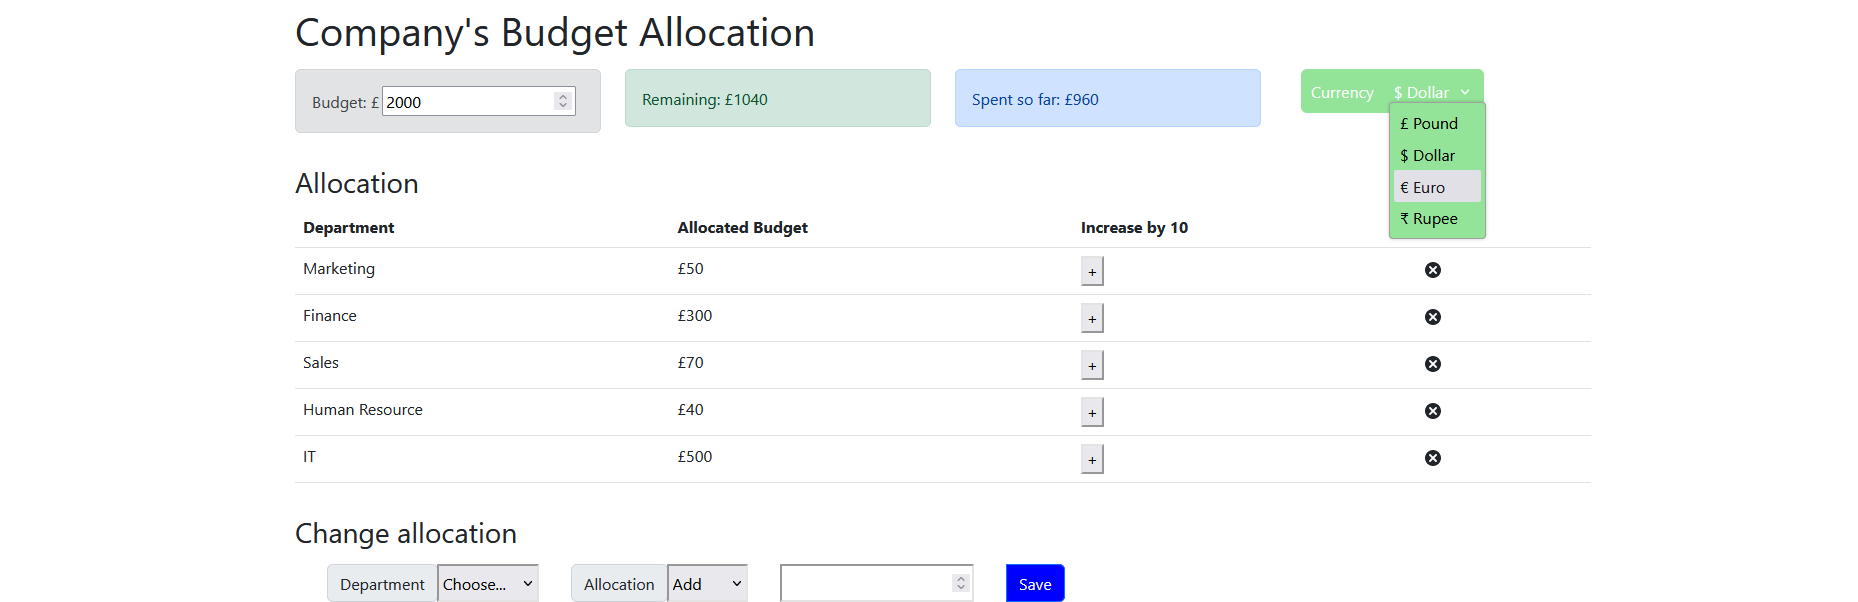 Company's Budget Allocation
Budget: £ 2000
Remaining: £1040
Spent so far: £960
Currency $ Dollar
£ Pound
$ Dollar
€ Euro
₹ Rupee
Allocation
Department Allocated Budget Increase by 10
Marketing £50 +
Finance £300 +
Sales £70 +
Human Resource £40 +
IT £500 +
Change allocation
Department Choose... Allocation Add Save